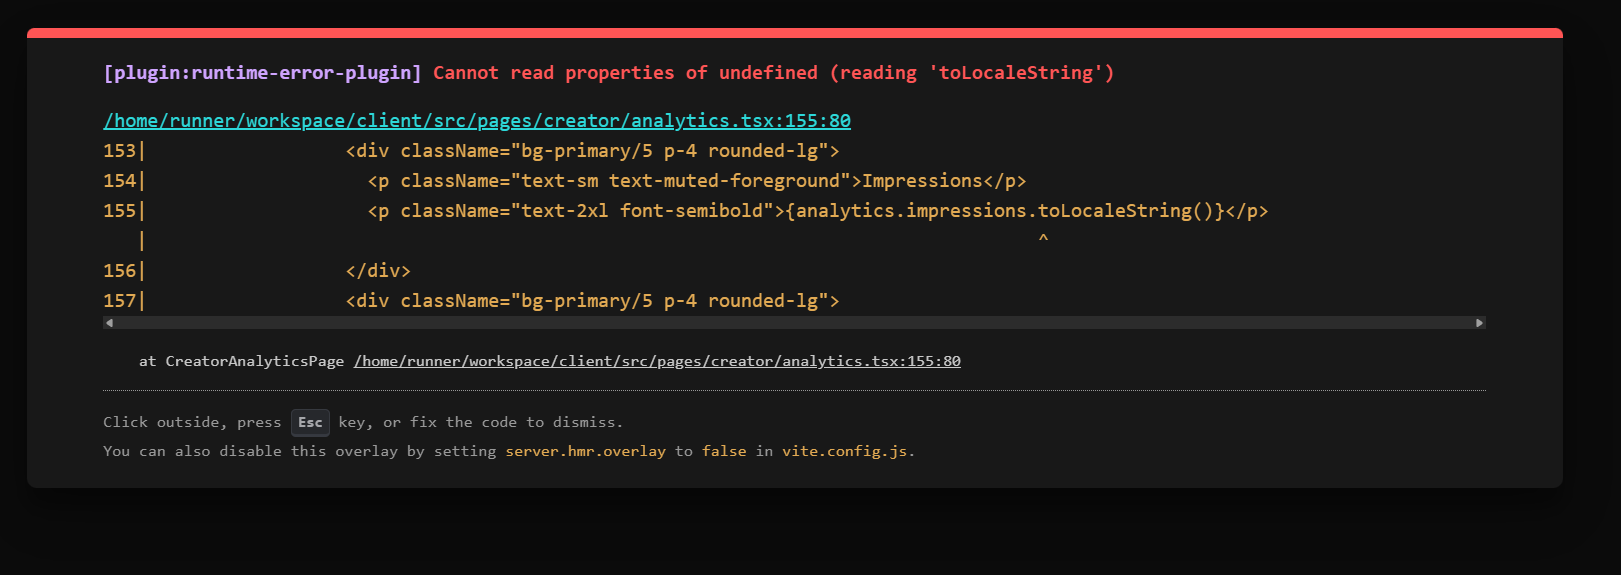 [plugin:runtime-error-plugin] Cannot read properties of undefined (reading 'toLocaleString')
/home/runner/workspace/client/src/pages/creator/analytics.tsx:155:80
153|                  <div className="bg-primary/5 p-4 rounded-lg">
154|                    <p className="text-sm text-muted-foreground">Impressions</p>
155|                    <p className="text-2xl font-semibold">{analytics.impressions.toLocaleString()}</p>
   |                                                                                 ^
156|                  </div>
157|                  <div className="bg-primary/5 p-4 rounded-lg">
at CreatorAnalyticsPage /home/runner/workspace/client/src/pages/creator/analytics.tsx:155:80
Click outside, press Esc key, or fix the code to dismiss.
You can also disable this overlay by setting server.hmr.overlay to false in vite.config.js.